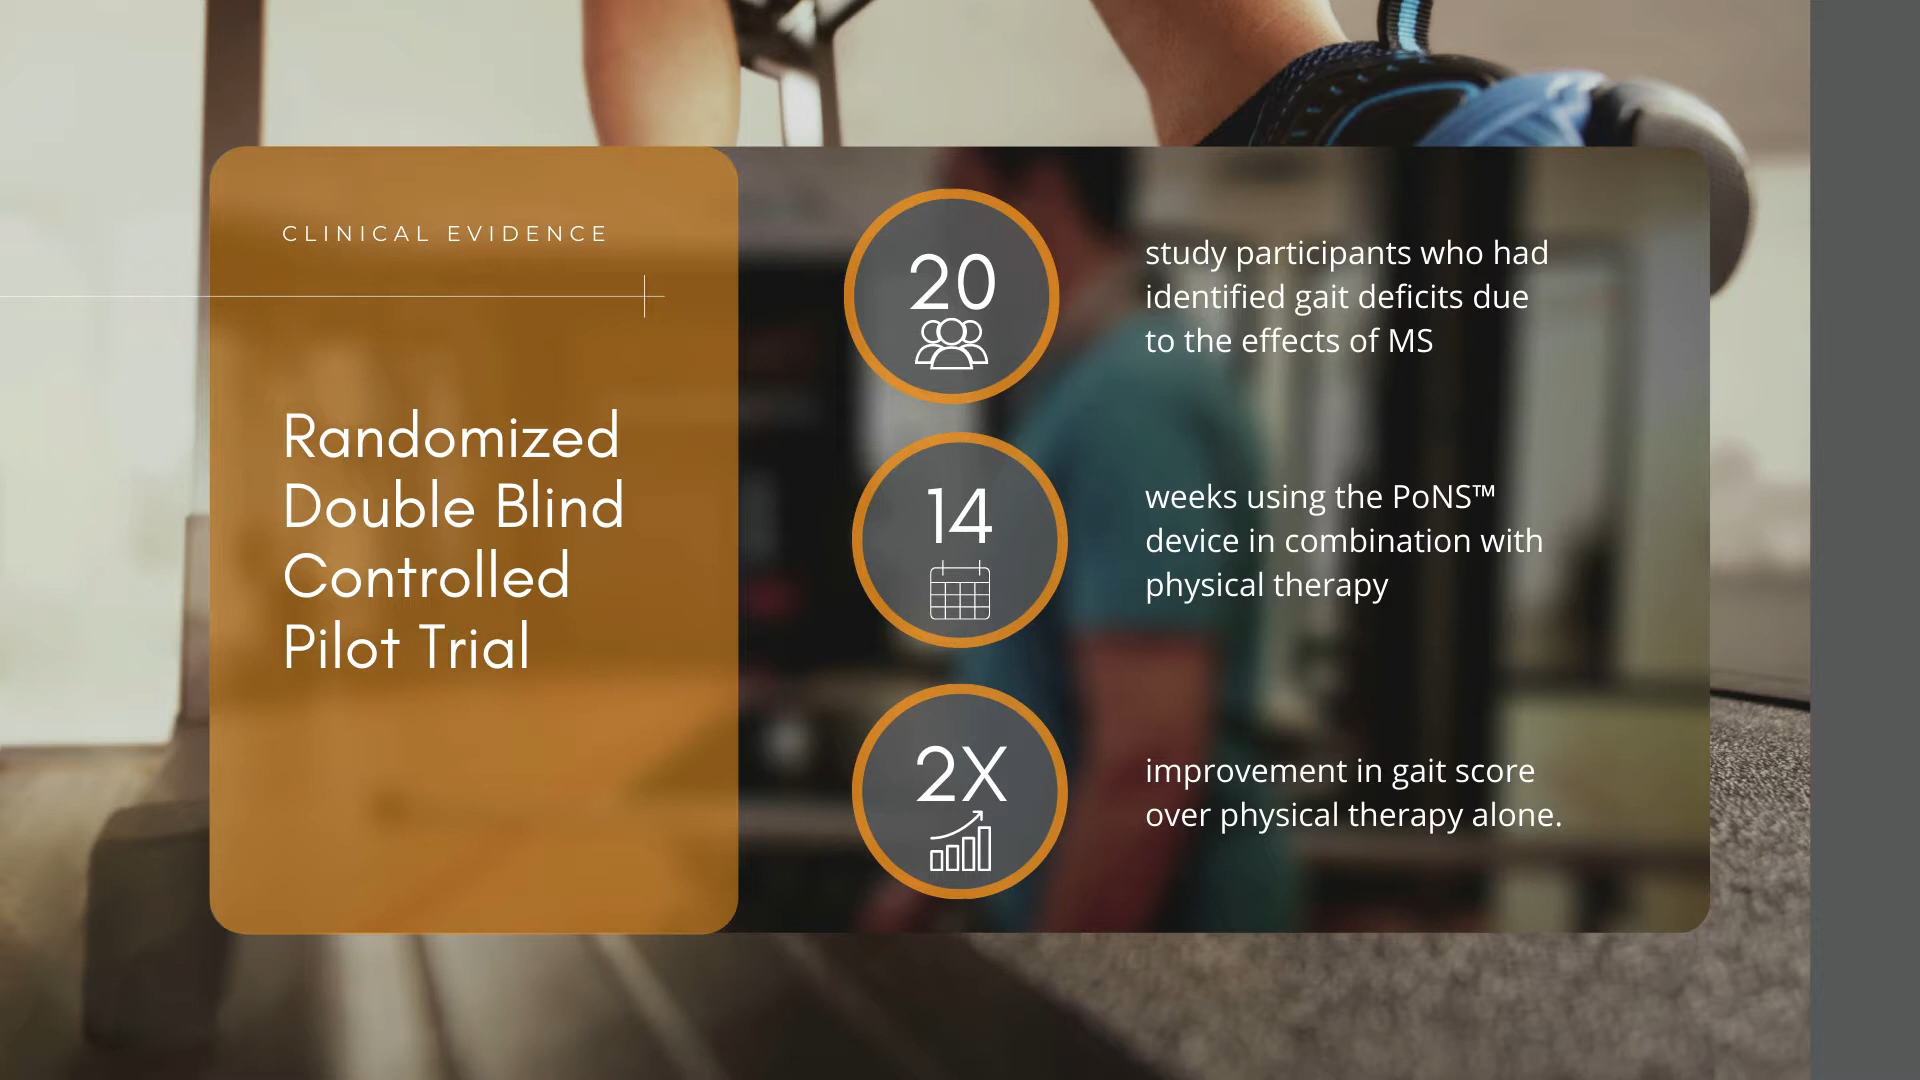 CLINICAL EVIDENCE
Randomized
Double Blind
Controlled
Pilot Trial
20
study participants who had
identified gait deficits due
to the effects of MS
14
weeks using the PoNS™
device in combination with
physical therapy
2X
improvement in gait score
over physical therapy alone.